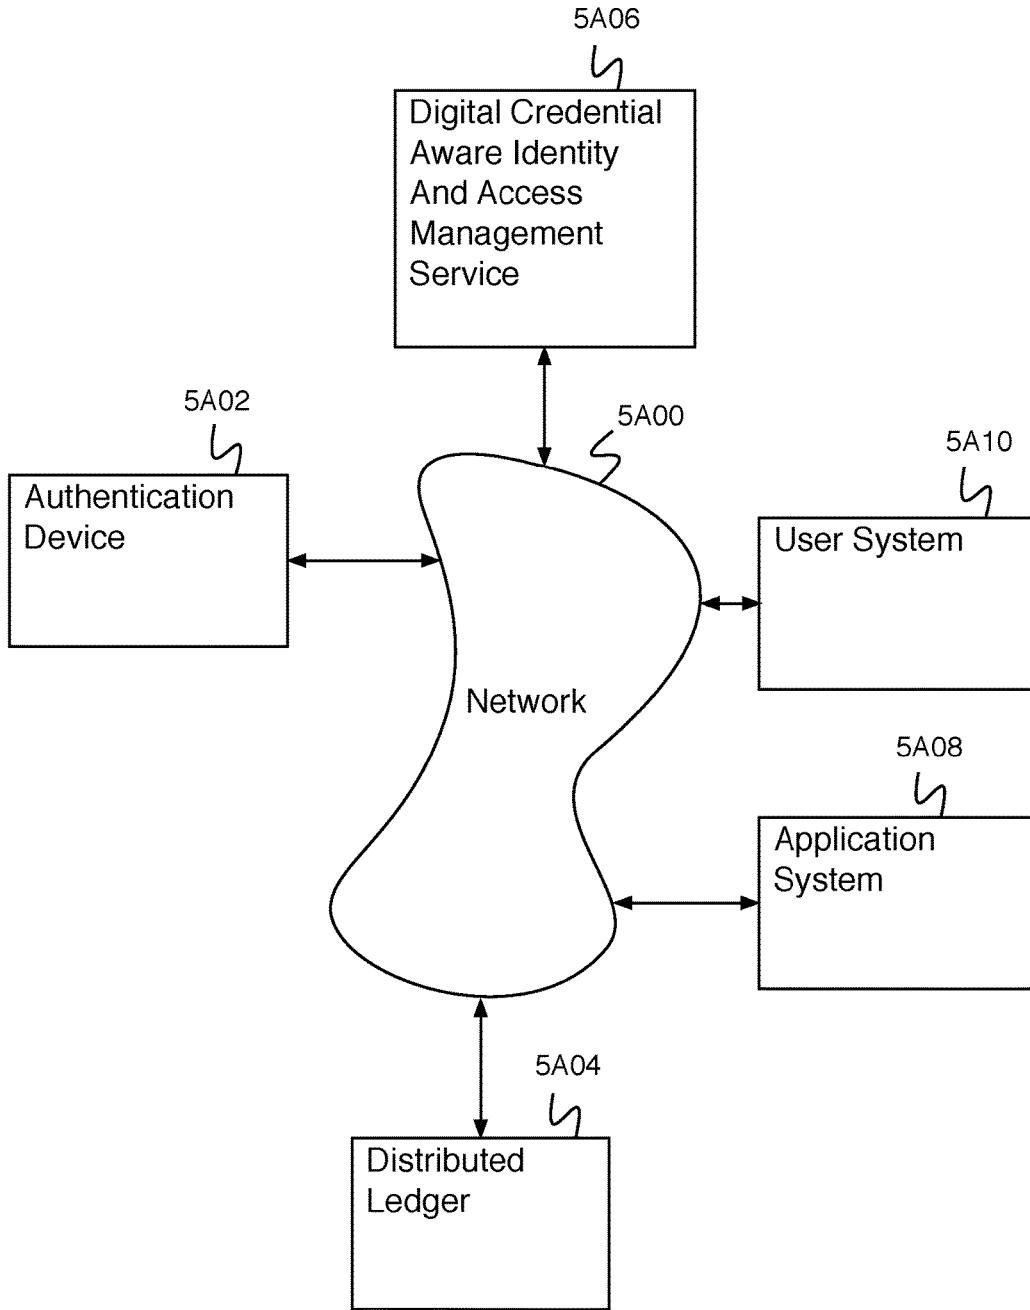 5A06
Digital Credential
Aware Identity
And Access
Management
Service
5A02
Authentication
Device
5A00
5A10
User System
Network
5A08
Application
System
5A04
Distributed
Ledger